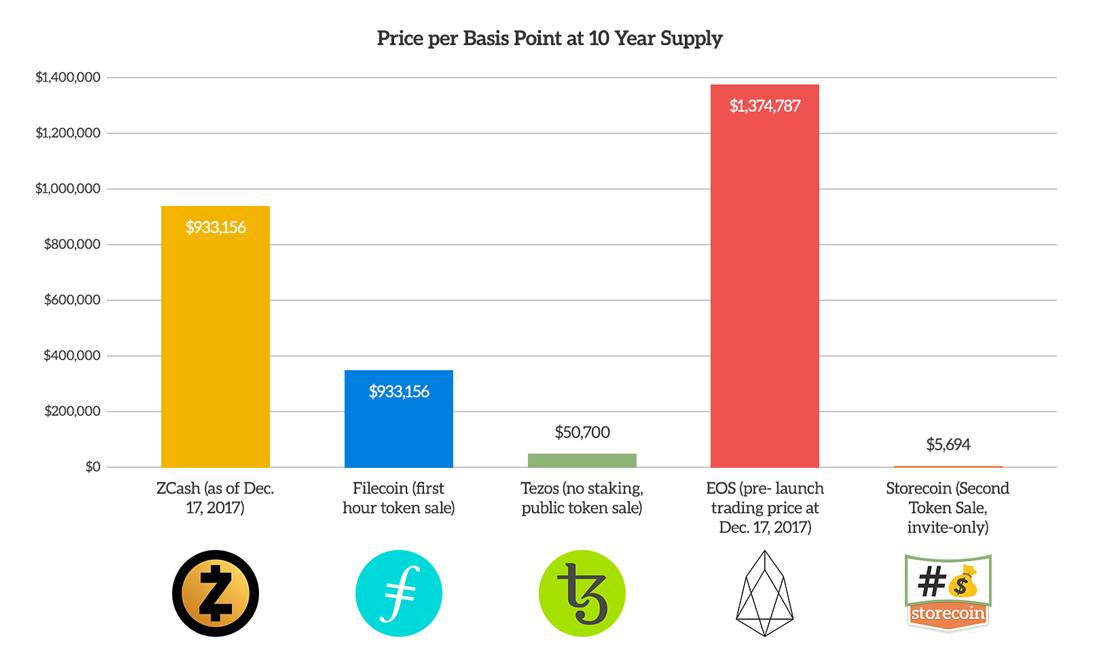 Price per Basis Point at 10 Year Supply
$1,400,000
$1,200,000
$1,000,000
$800,000
$600,000
$400,000
$200,000
$0
$933,156
$933,156
$50,700
$1,374,787
$5,694
ZCash (as of Dec.
17, 2017)
Filecoin (first
hour token sale)
Tezos (no staking,
public token sale)
EOS (pre- launch
trading price at
Dec. 17, 2017)
Storecoin (Second
Token Sale,
invite-only)
#$
storecoin